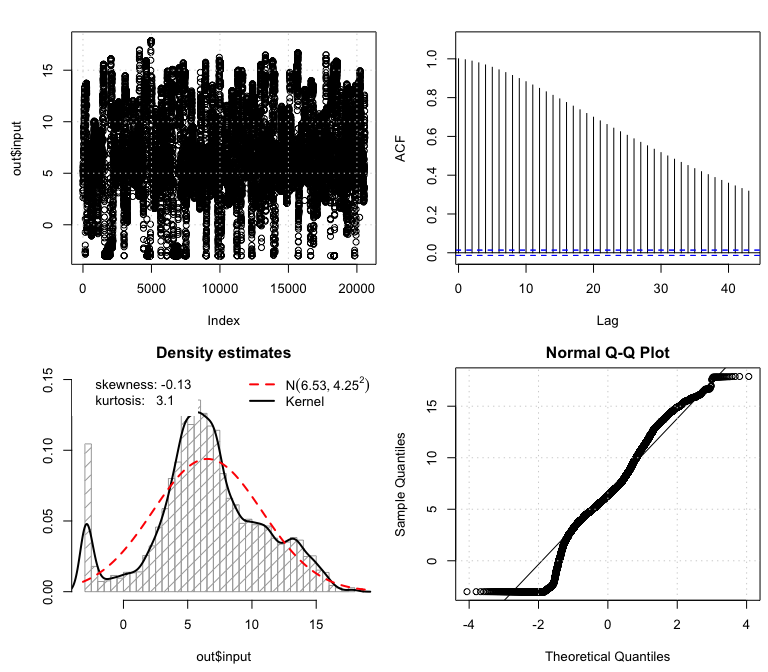 out$input
0 5 10 15
0 5000 10000 15000 20000
Index
ACF
0.0 0.2 0.4 0.6 0.8 1.0
0 10 20 30 40
Lag
Density estimates
skewness: -0.13
kurtosis: 3.1
N(6.53, 4.25²)
Kernel
0.00 0.05 0.10 0.15
0 5 10 15
out$input
Normal Q-Q Plot
Sample Quantiles
0 5 10 15
-4 -2 0 2 4
Theoretical Quantiles